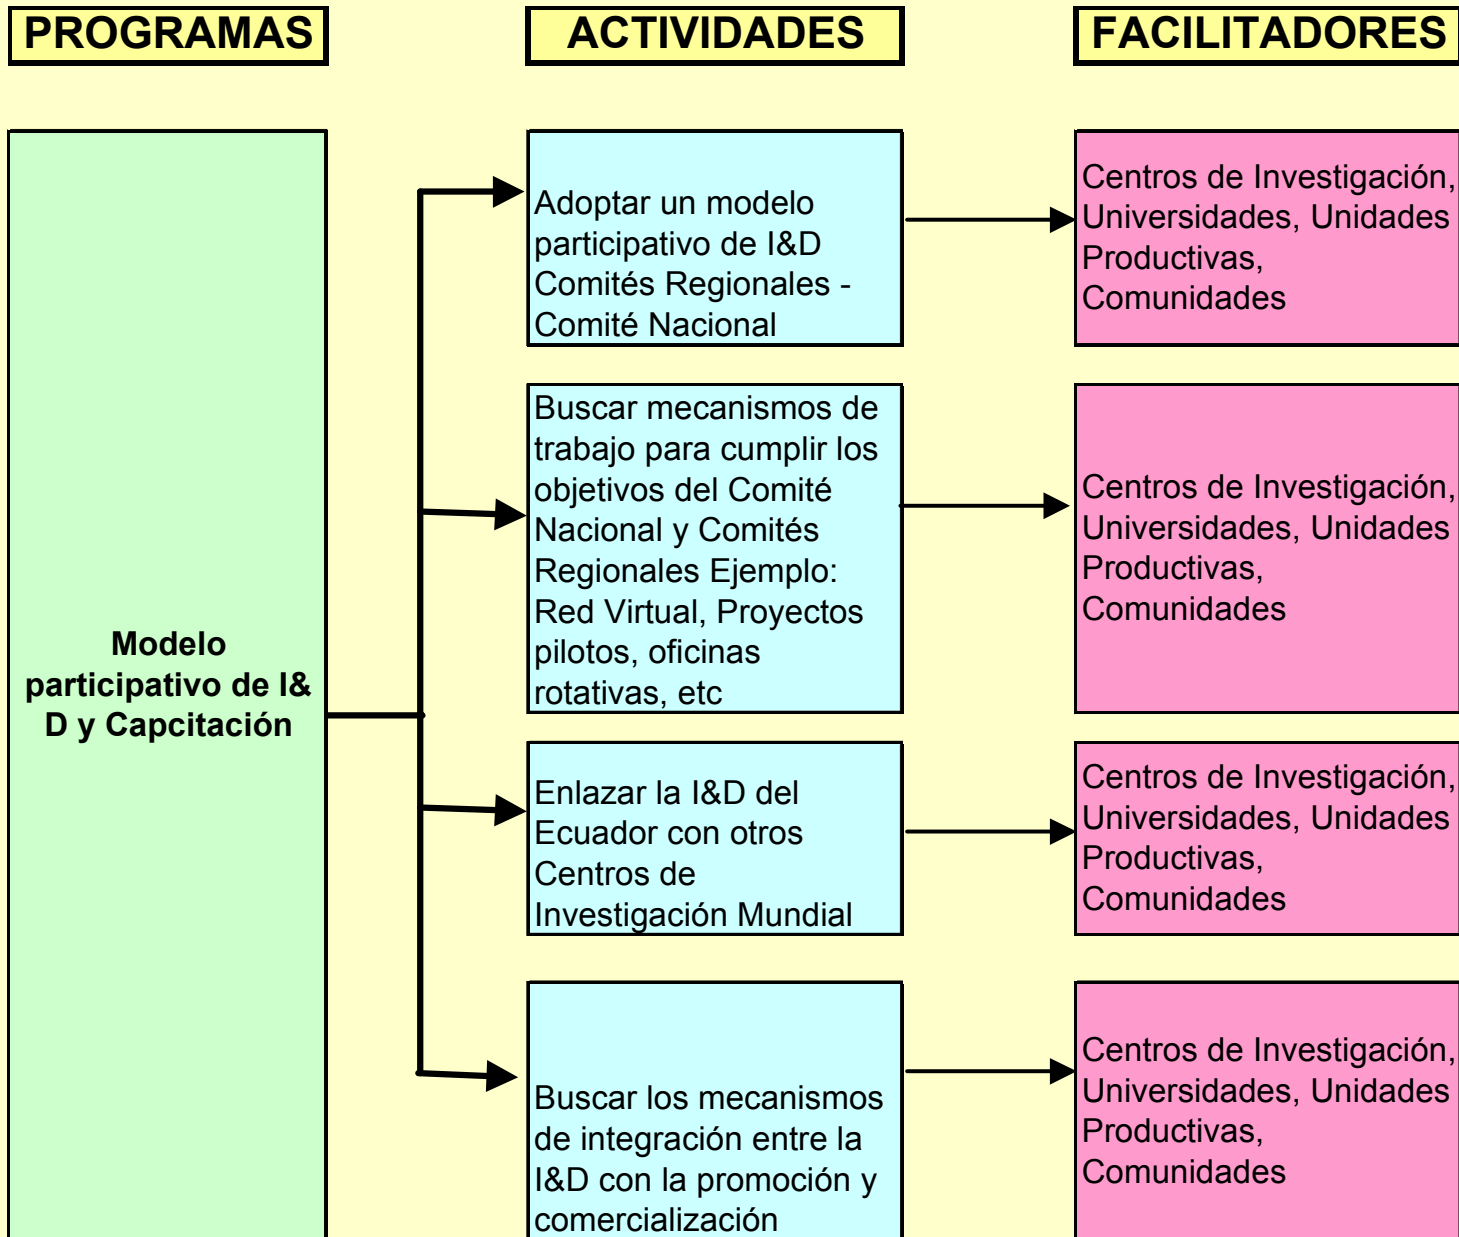 PROGRAMAS
ACTIVIDADES
FACILITADORES
Modelo
participativo de I&
D y Capcitación
Adoptar un modelo
participativo de I&D
Comités Regionales -
Comité Nacional
Centros de Investigación,
Universidades, Unidades
Productivas,
Comunidades
Buscar mecanismos de
trabajo para cumplir los
objetivos del Comité
Nacional y Comités
Regionales Ejemplo:
Red Virtual, Proyectos
pilotos, oficinas
rotativas, etc
Centros de Investigación,
Universidades, Unidades
Productivas,
Comunidades
Enlazar la I&D del
Ecuador con otros
Centros de
Investigación Mundial
Centros de Investigación,
Universidades, Unidades
Productivas,
Comunidades
Buscar los mecanismos
de integración entre la
I&D con la promoción y
comercialización
Centros de Investigación,
Universidades, Unidades
Productivas,
Comunidades